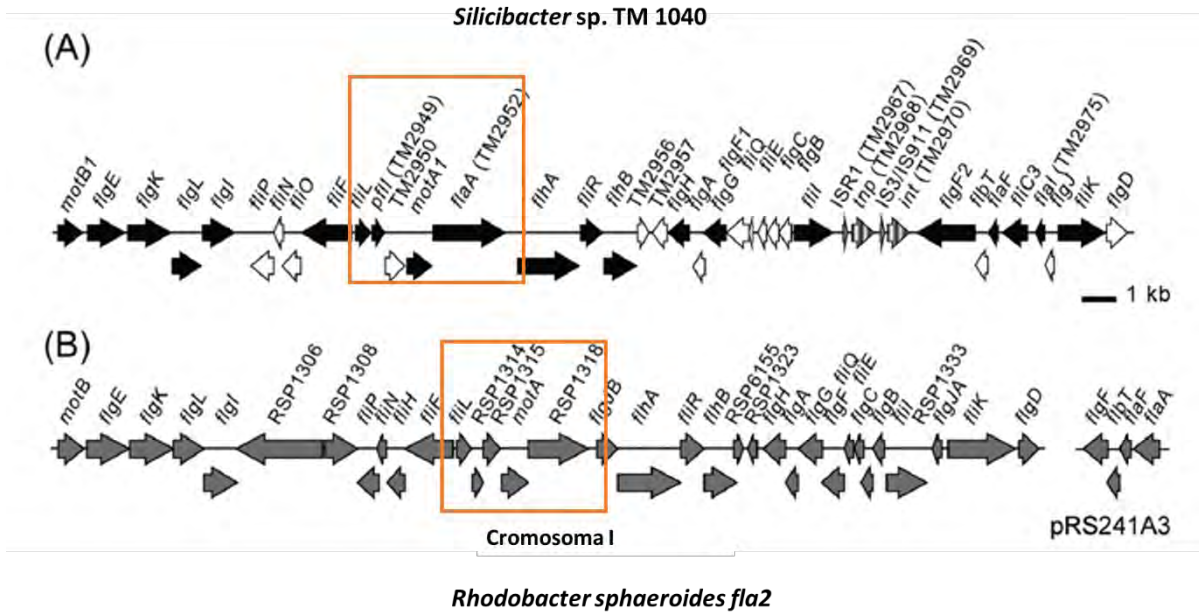 Silicibacter sp. TM 1040
(A)
motB1
flgE
flgK
flgL
flgI
fliP
fliN
fliO
fliF
fliL
pflI (TM2949)
TM2950
motA1
flaA (TM2952)
flhA
fliR
flhB
TM2956
TM2957
flgH
flgA
flgG
flgF1
fliQ
fliE
flgC
flgB
fliI
ISR1 (TM2967)
(TM2968)
IS3/IS911 (TM2969)
int (TM2970)
flgF2
flbT
flaF
fliC3
flaI (TM2975)
flgJ
fliK
flgD
1 kb
(B)
motB
flgE
flgK
flgL
flgI
RSP1306
RSP1308
fliP
fliN
fliH
fliF
fliL
RSP1314
RSP1315
motA
RSP1318
flgJB
flhA
fliR
flhB
RSP6155
RSP1323
flgH
flgA
flgG
flgF
fliQ
flgC
fliE
flgB
fliI
RSP1333
flgJA
fliK
flgD
flgF
flbT
flaF
flaA
pRS241A3
Cromosoma I
Rhodobacter sphaeroides fla2